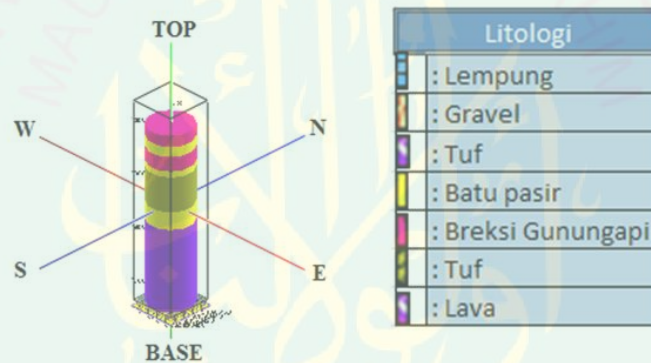 TOP
W
N
S
E
BASE
Litologi
: Lempung
: Gravel
: Tuf
: Batu pasir
: Breksi Gunungapi
: Tuf
: Lava